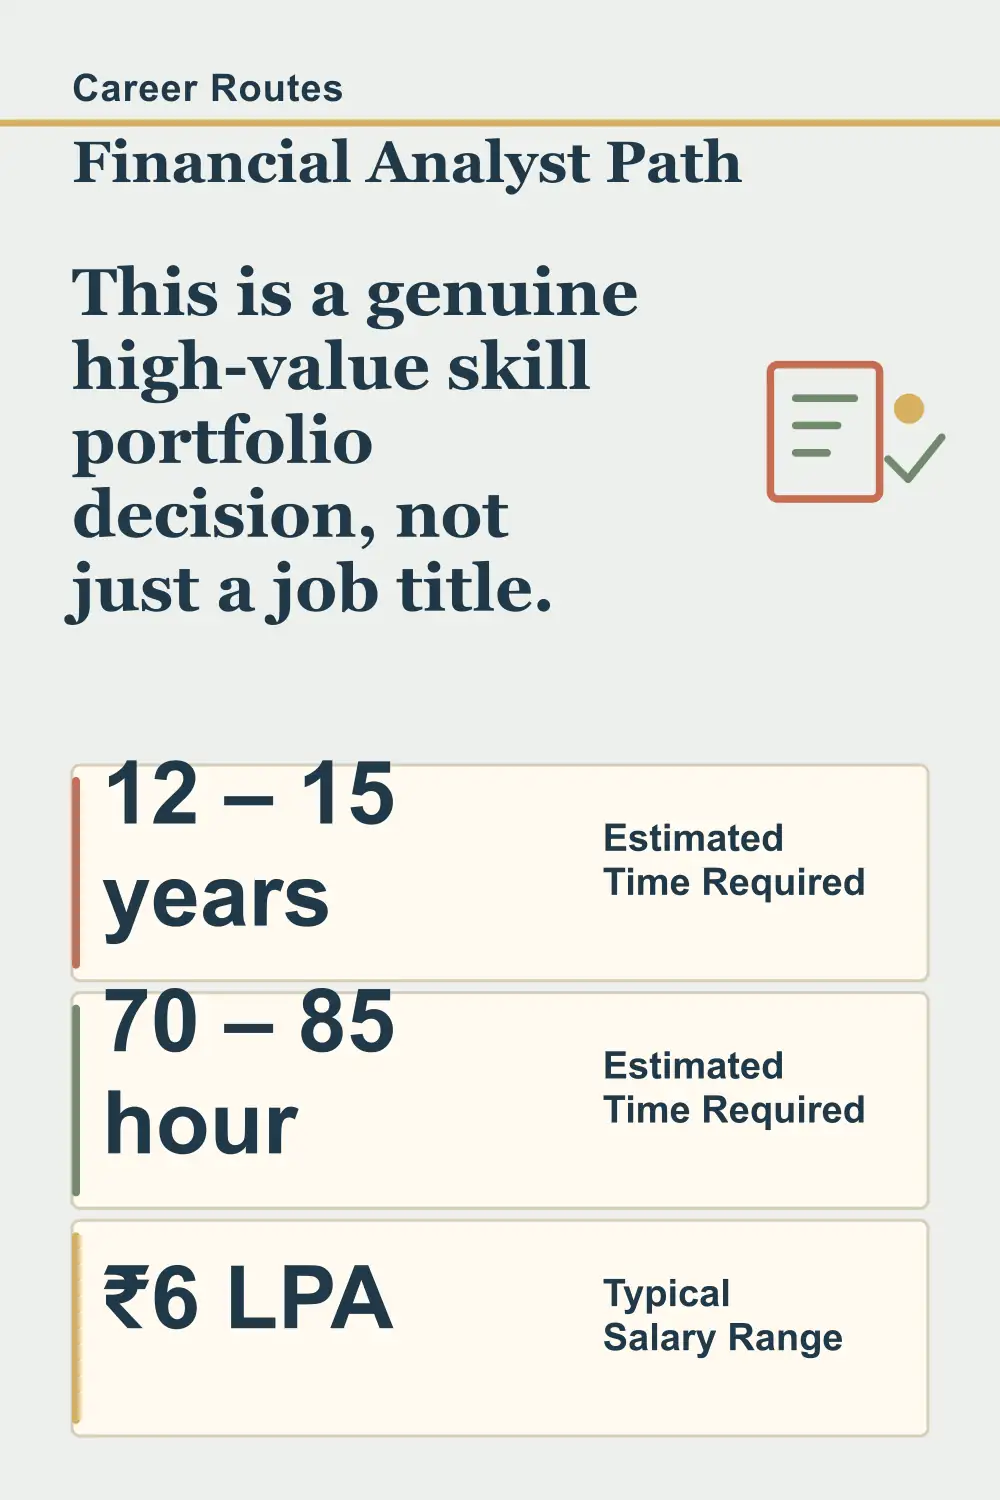 Career Routes
Financial Analyst Path
This is a genuine
high-value skill
portfolio
decision, not
just a job title.
12 – 15
years
Estimated
Time Required
70 – 85
hour
Estimated
Time Required
₹6 LPA
Typical
Salary Range